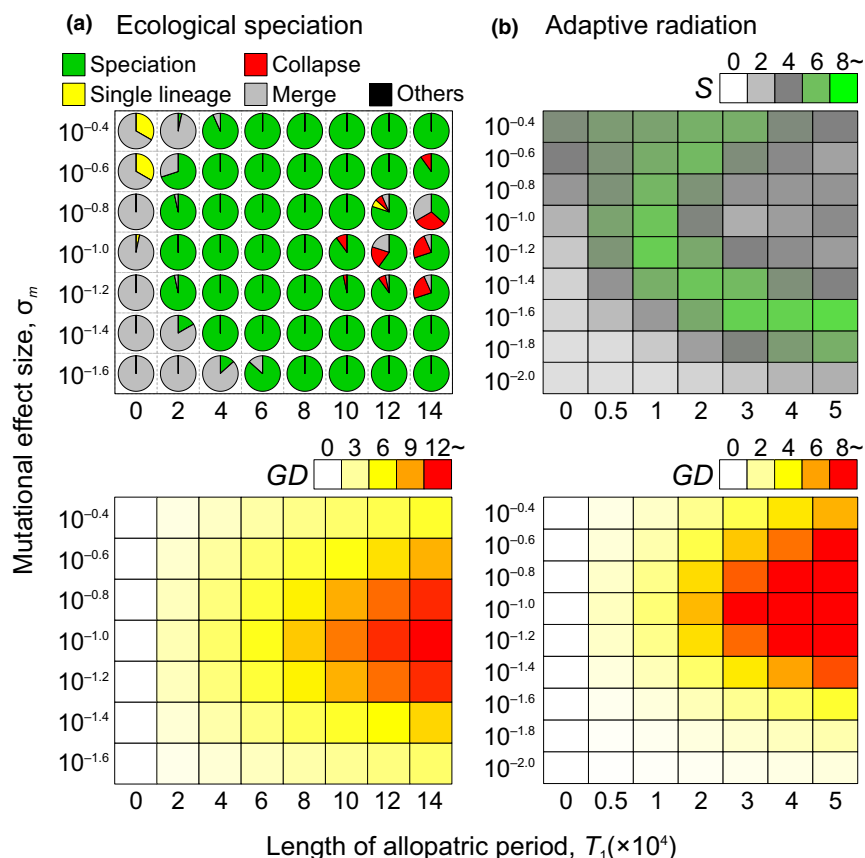 (a) Ecological speciation
Speciation Collapse
Single lineage Merge Others
10^−0.4
10^−0.6
10^−0.8
10^−1.0
10^−1.2
10^−1.4
10^−1.6
0 2 4 6 8 10 12 14
(b) Adaptive radiation
0 2 4 6 8~
S
10^−0.4
10^−0.6
10^−0.8
10^−1.0
10^−1.2
10^−1.4
10^−1.6
10^−1.8
10^−2.0
0 0.5 1 2 3 4 5
Mutational effect size, σm
0 3 6 9 12~
GD
10^−0.4
10^−0.6
10^−0.8
10^−1.0
10^−1.2
10^−1.4
10^−1.6
0 2 4 6 8 10 12 14
0 2 4 6 8~
GD
10^−0.4
10^−0.6
10^−0.8
10^−1.0
10^−1.2
10^−1.4
10^−1.6
10^−1.8
10^−2.0
0 0.5 1 2 3 4 5
Length of allopatric period, T1(×10^4)